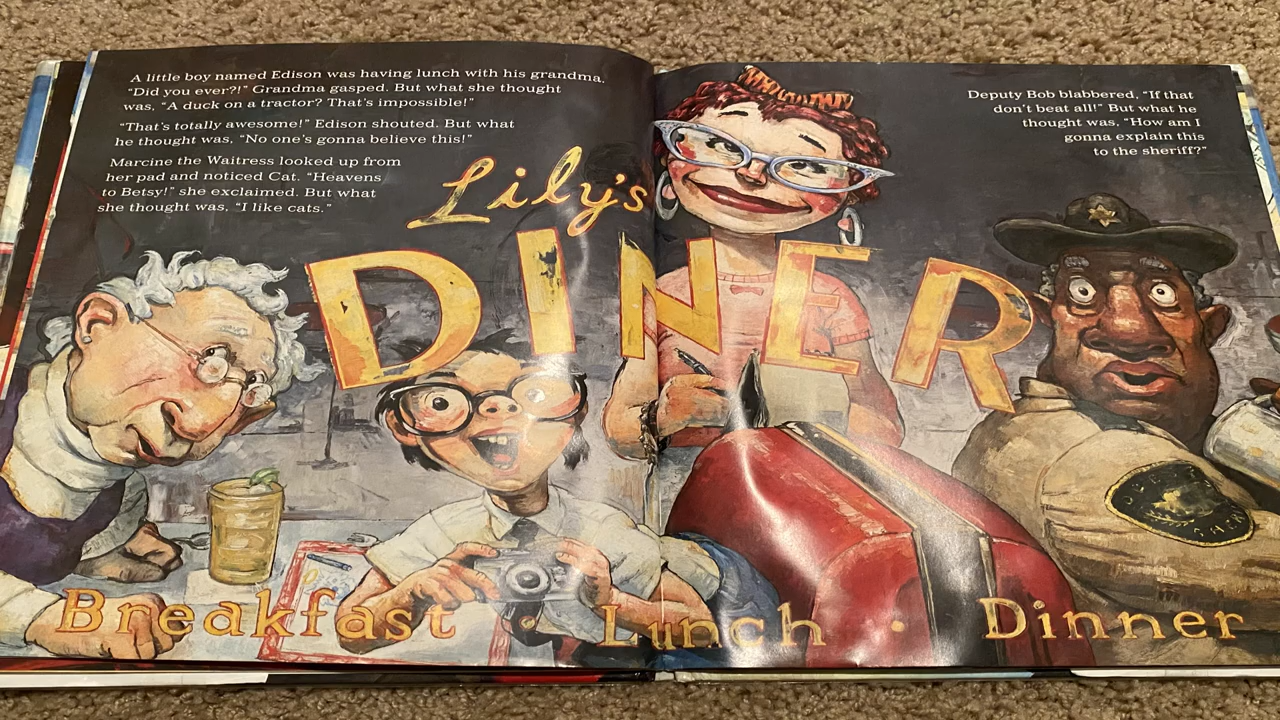 A little boy named Edison was having lunch with his grandma.
"Did you ever?!" Grandma gasped. But what she thought
was, "A duck on a tractor? That's impossible!"
"That's totally awesome!" Edison shouted. But what
he thought was, "No one's gonna believe this!"
Marcine the Waitress looked up from
her pad and noticed Cat. "Heavens
to Betsy!" she exclaimed. But what
she thought was, "I like cats."
Lily's
DINER
Breakfast · Lunch · Dinner
Deputy Bob blabbered, "If that
don't beat all!" But what he
thought was, "How am I
gonna explain this
to the sheriff?"